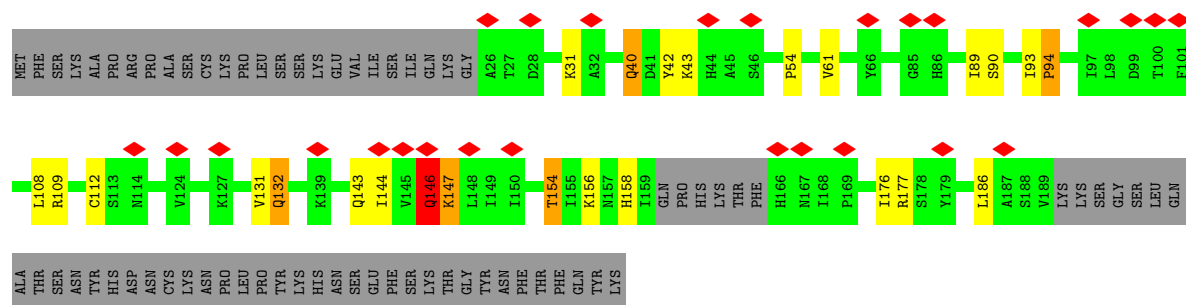 MET PHE SER LYS ALA PRO ARG PRO ALA SER CYS LYS PRO LEU SER SER LYS GLU VAL ILE SER ILE GLN LYS GLY A26 T27 D28 K31 A32 Q40 D41 Y42 K43 H44 A45 S46 P54 V61 Y66 G85 H86 I89 S90 I93 P94 I97 L98 D99 T100 F101
L108 R109 C112 S113 N114 V124 K127 V131 Q132 K139 Q143 I144 V145 Q146 K147 L148 I149 I150 T154 I155 K156 N157 H158 I159 GLN PRO HIS LYS THR PHE H166 N167 I168 P169 I176 R177 S178 Y179 L186 A187 S188 V189 LYS LYS SER GLY SER LEU GLN
ALA THR SER ASN TYR HIS ASP ASN CYS LYS ASN PRO LEU PRO TYR LYS HIS ASN SER GLU PHE SER LYS THR GLY TYR ASN PHE THR PHE GLN TYR LYS